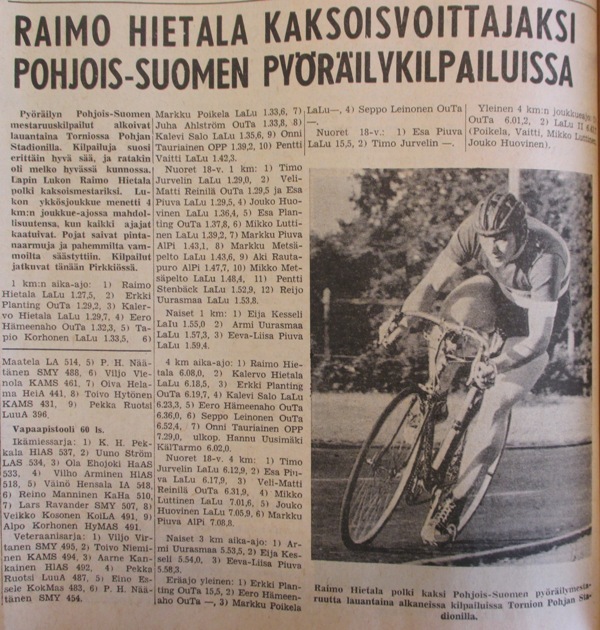 RAIMO HIETALA KAKSOISVOITTAJAKSI
POHJOIS-SUOMEN PYÖRÄILYKILPAILUISSA
Pyöräilyn Pohjois-Suomen
mestaruuskilpailut alkoivat
lauantaina Torniossa Pohjan
Stadionilla. Kilpailuja suosi
erittäin hyvä sää, ja ratakin
oli melko hyvässä kunnossa.
Lapin Lukon Raimo Hietala
polki kaksoismestariksi. Lu-
kon ykkösjoukkue menetti 4
km:n joukkue-ajossa mahdol-
lisuutensa, kun kaikki ajajat
kaatuivat. Pojat saivat pinta-
naarmuja ja pahemmilta vam-
moilta säästyttiin. Kilpailut
jatkuvat tänään Pirkkiössä.
1 km:n aika-ajo: 1) Raimo
Hietala LaLu 1.27,5, 2) Erkki
Planting OuTa 1.29,2, 3) Kaler-
vo Hietala LaLu 1.29,7, 4) Eero
Hämeenaho OuTa 1.32,3, 5) Ta-
pio Korhonen LaLu 1.33,5, 6)
Markku Poikela LaLu 1.33,6, 7)
Juha Ahlström OuTa 1.33,8, 8)
Kalevi Salo LaLu 1.35,6, 9) Onni
Tauriainen OPP 1.39,2, 10) Pentti
Vaitti LaLu 1.42,3.
Nuoret 18-v. 1 km: 1) Timo
Jurvelin LaLu 1.29,0, 2) Veli-
Matti Reinilä OuTa 1.29,5 ja Esa
Piuva LaLu 1.29,5, 4) Jouko Huo-
vinen LaLu 1.36,4, 5) Esa Plan-
ting OuTa 1.37,8, 6) Mikko Lutti-
nen LaLu 1.39,2, 7) Markku Piuva
AlPi 1.43,1, 8) Markku Metsä-
pelto LaLu 1.43,6, 9) Aki Rauta-
puro AlPi 1.47,7, 10) Mikko Met-
säpelto LaLu 1.48,4, 11) Pentti
Stenbäck LaLu 1.52,9, 12) Reijo
Uurasmaa LaLu 1.53,8.
Naiset 1 km: 1) Eija Kesseli
LaLu 1.55,0 2) Armi Uurasmaa
LaLu 1.57,3, 3) Eeva-Liisa Piuva
LaLu 1.59,4.
4 km aika-ajo: 1) Raimo Hie-
tala 6.08,0, 2) Kalervo Hietala
LaLu 6.18,5, 3) Erkki Planting
OuTa 6.19,7, 4) Kalevi Salo LaLu
6.23,3, 5) Eero Hämeenaho OuTa
6.36,0, 6) Seppo Leinonen OuTa
6.52,4, 7) Onni Tauriainen OPP
7.29,0, ulkop. Hannu Uusimäki
KälTarmo 6.02,0.
Nuoret 18-v. 4 km: 1) Timo
Jurvelin LaLu 6.12,9, 2) Esa Piu-
va LaLu 6.17,9, 3) Veli-Matti
Reinilä OuTa 6.31,9, 4) Mikko
Luttinen LaLu 7.01,6, 5) Jouko
Huovinen LaLu 7.05,9, 6) Markku
Piuva AlPi 7.08,8.
Naiset 3 km aika-ajo: 1) Ar-
mi Uurasmaa 5.53,5, 2) Eija Kes-
seli 5.54,0, 3) Eeva-Liisa Piuva
5.58,3.
Eräajo yleinen: 1) Erkki Plan-
ting OuTa 15,5, 2) Eero Hämeen-
aho OuTa —, 3) Markku Poikela
LaLu—, 4) Seppo Leinonen OuTa
—.
Nuoret 18-v.: 1) Esa Piuva
LaLu 15,5, 2) Timo Jurvelin —.
Yleinen 4 km:n joukkueajo:
OuTa 6.01,2, 2) LaLu II
(Poikela, Vaitti, Mikko Luttinen,
Jouko Huovinen).
Raimo Hietala polki kaksi Pohjois-Suomen pyöräilymesta-
ruutta lauantaina alkaneissa kilpailuissa Tornion Pohjan Sta-
dionilla.
Maatela LA 514, 5) P. H. Nää-
tänen SMY 488, 6) Viljo Vie-
nola KAMS 461, 7) Oiva Hela-
ma HeiA 441, 8) Toivo Hytönen
KAMS 431, 9) Pekka Ruotsi
LuuA 396.
Vapaapistooli 60 ls.
Ikämiessarja: 1) K. H. Pek-
kala HIAS 537, 2) Uuno Ström
LAS 534, 3) Ola Ehojoki HaAS
533, 4) Vilho Arminen HIAS
518, 5) Väinö Hensala IA 518,
6) Reino Manninen KaHa 510,
7) Lars Ravander SMY 507, 8)
Veikko Kosonen KoiLA 491, 9)
Alpo Korhonen HyMAS 491.
Veteraanisarja: 1) Viljo Vir-
tanen SMY 495, 2) Toivo Niemi-
nen KAMS 494, 3) Aarne Kan-
kainen HIAS 492, 4) Pekka
Ruotsi LuuA 487, 5) Eino Es-
sele KokMas 483, 6) P. H. Nää-
tänen SMY 454.